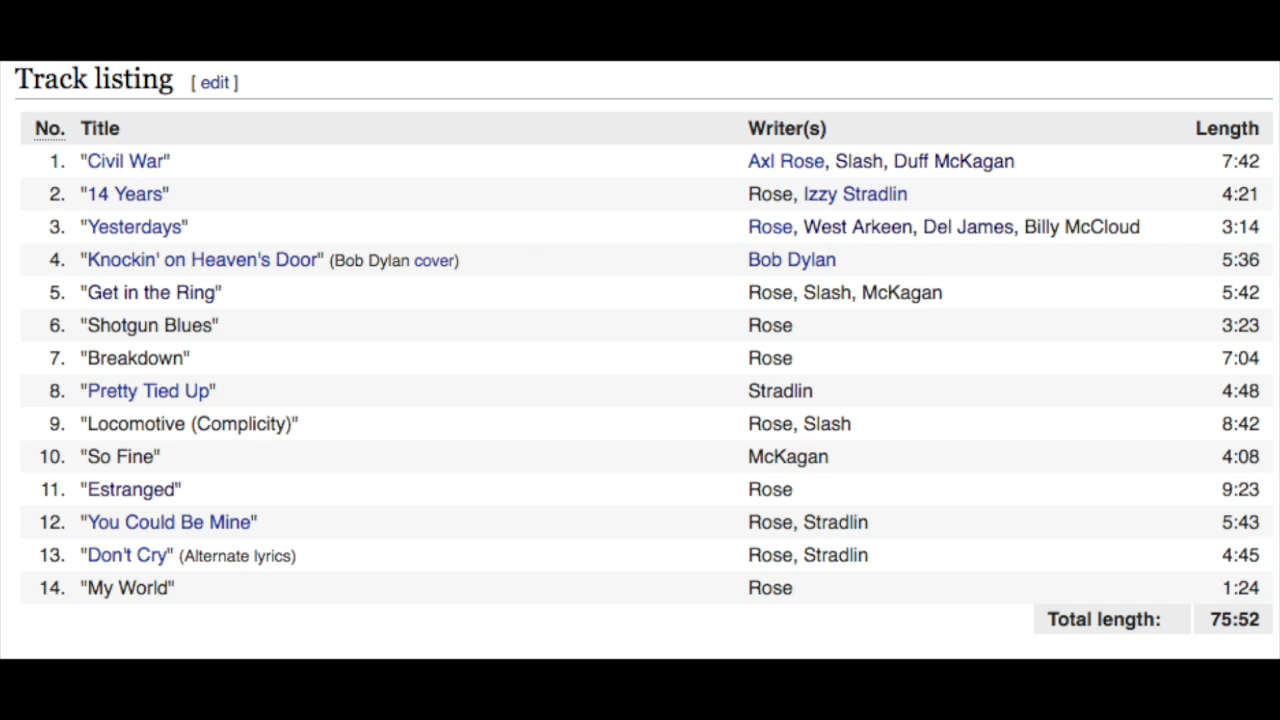 Track listing [ edit ]
No. Title Writer(s) Length
1. "Civil War" Axl Rose, Slash, Duff McKagan 7:42
2. "14 Years" Rose, Izzy Stradlin 4:21
3. "Yesterdays" Rose, West Arkeen, Del James, Billy McCloud 3:14
4. "Knockin' on Heaven's Door" (Bob Dylan cover) Bob Dylan 5:36
5. "Get in the Ring" Rose, Slash, McKagan 5:42
6. "Shotgun Blues" Rose 3:23
7. "Breakdown" Rose 7:04
8. "Pretty Tied Up" Stradlin 4:48
9. "Locomotive (Complicity)" Rose, Slash 8:42
10. "So Fine" McKagan 4:08
11. "Estranged" Rose 9:23
12. "You Could Be Mine" Rose, Stradlin 5:43
13. "Don't Cry" (Alternate lyrics) Rose, Stradlin 4:45
14. "My World" Rose 1:24
Total length: 75:52